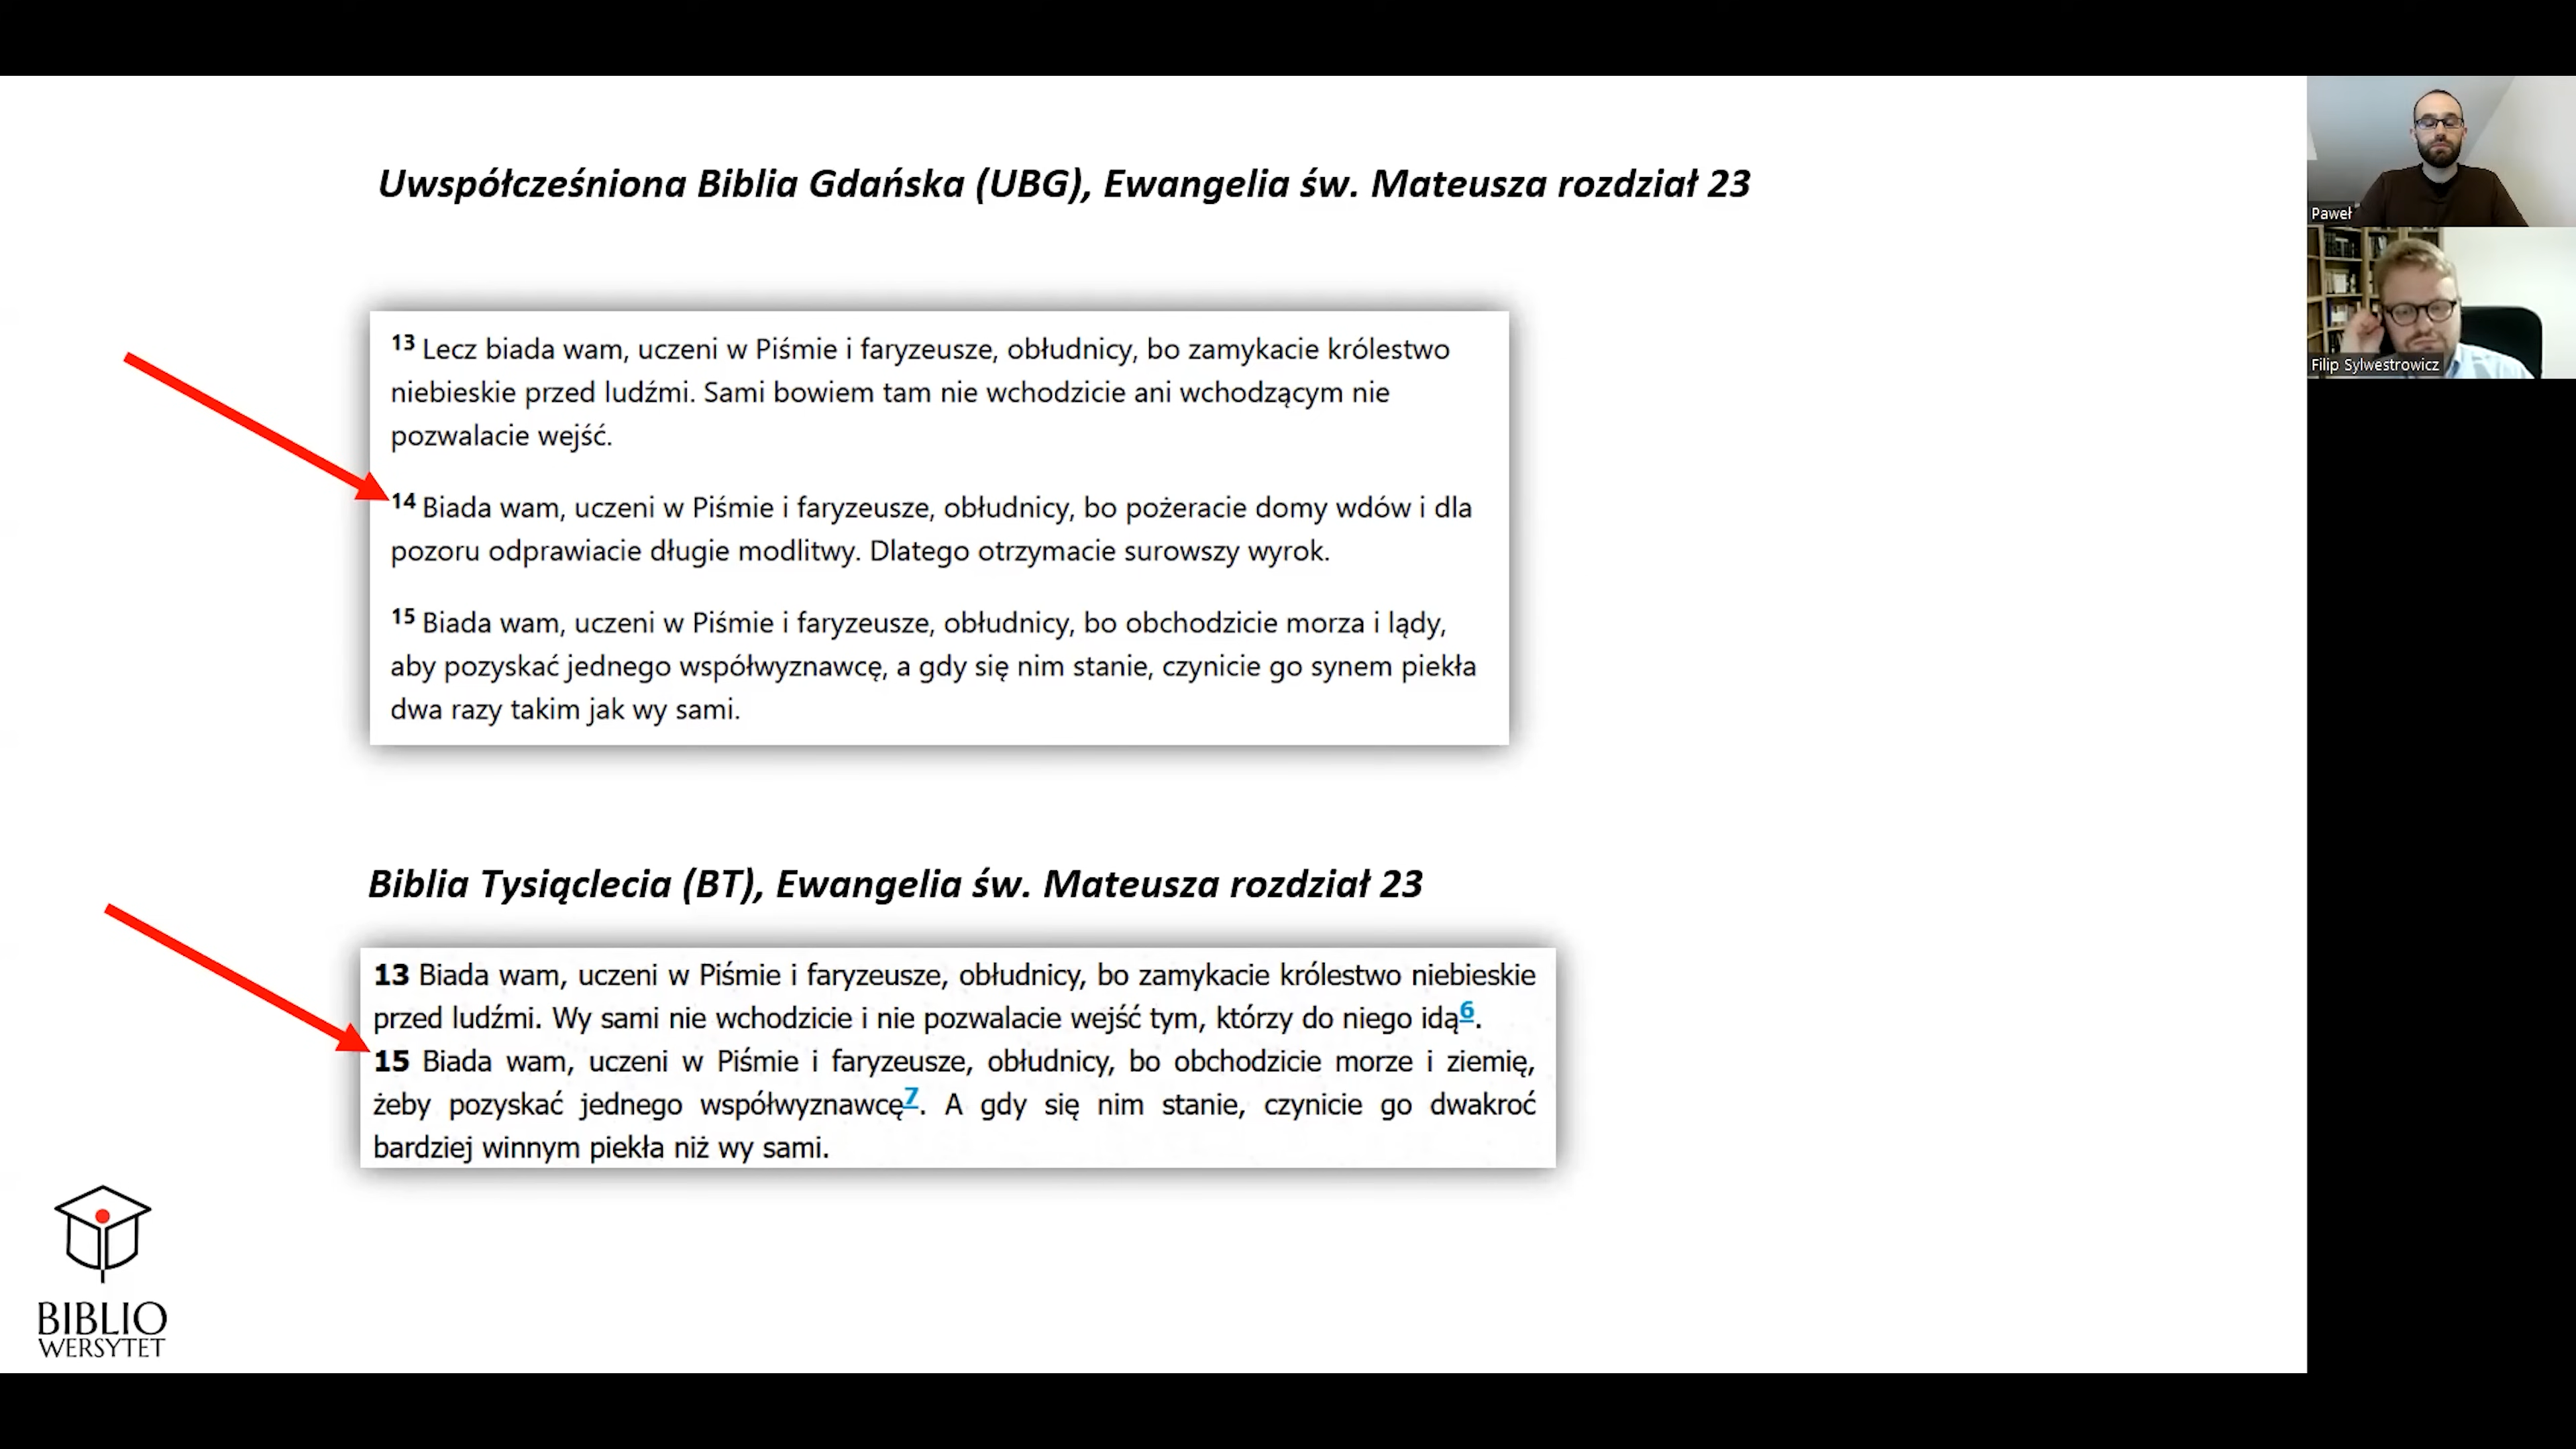 Uwspółcześniona Biblia Gdańska (UBG), Ewangelia św. Mateusza rozdział 23
13 Lecz biada wam, uczeni w Piśmie i faryzeusze, obłudnicy, bo zamykacie królestwo
niebieskie przed ludźmi. Sami bowiem tam nie wchodzicie ani wchodzącym nie
pozwalacie wejść.
14 Biada wam, uczeni w Piśmie i faryzeusze, obłudnicy, bo pożeracie domy wdów i dla
pozoru odprawiacie długie modlitwy. Dlatego otrzymacie surowszy wyrok.
15 Biada wam, uczeni w Piśmie i faryzeusze, obłudnicy, bo obchodzicie morza i lądy,
aby pozyskać jednego współwyznawcę, a gdy się nim stanie, czynicie go synem piekła
dwa razy takim jak wy sami.
Biblia Tysiąclecia (BT), Ewangelia św. Mateusza rozdział 23
13 Biada wam, uczeni w Piśmie i faryzeusze, obłudnicy, bo zamykacie królestwo niebieskie
przed ludźmi. Wy sami nie wchodzicie i nie pozwalacie wejść tym, którzy do niego idą6.
15 Biada wam, uczeni w Piśmie i faryzeusze, obłudnicy, bo obchodzicie morze i ziemię,
żeby pozyskać jednego współwyznawcę7. A gdy się nim stanie, czynicie go dwakroć
bardziej winnym piekła niż wy sami.
BIBLIO
WERSYTET
Paweł
Filip Sylwestrowicz